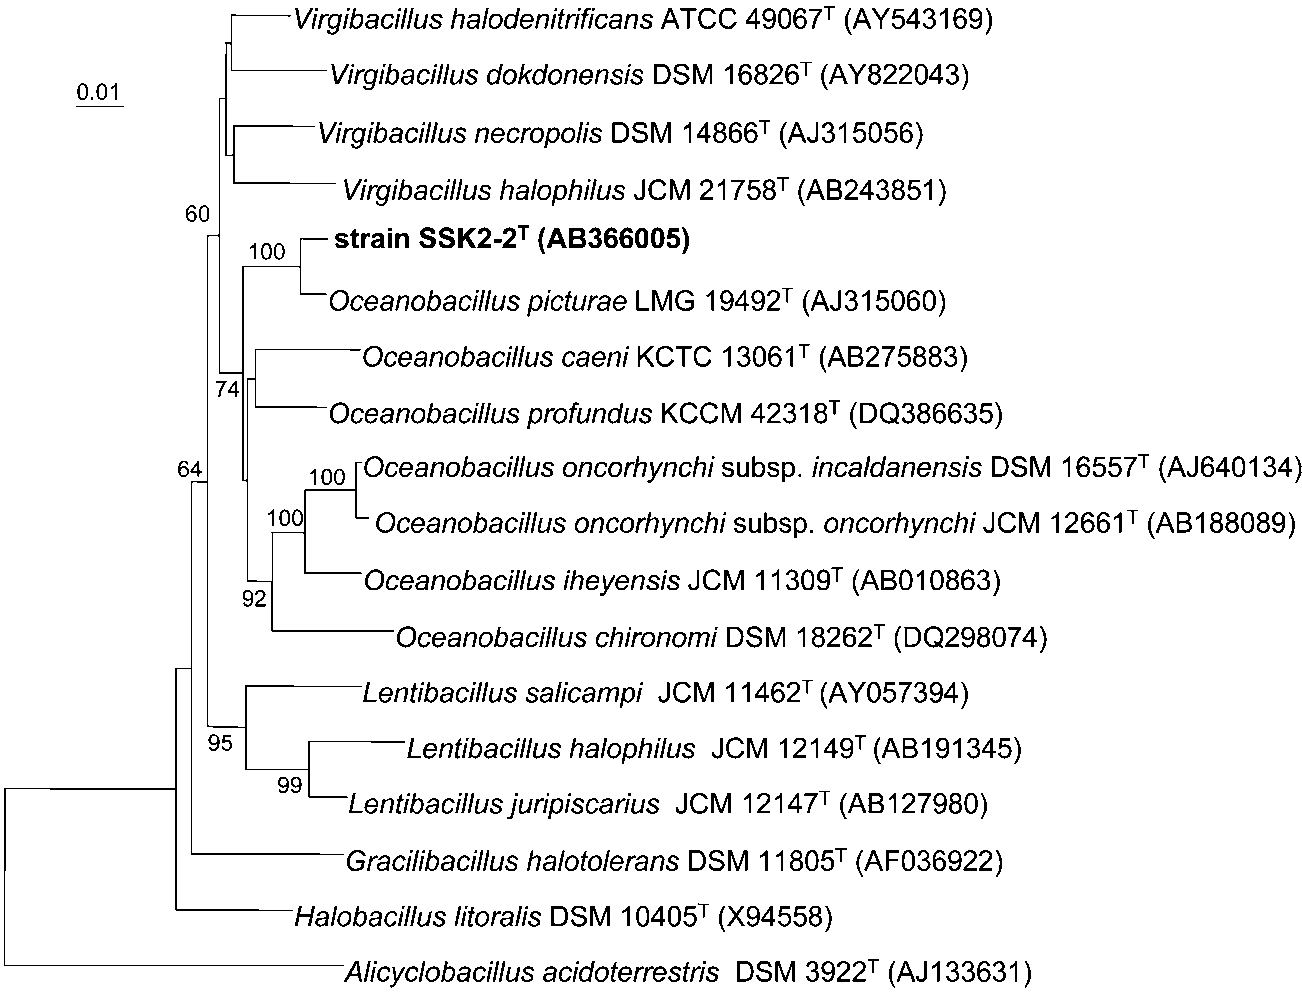 Virgibacillus halodenitrificans ATCC 49067ᵀ (AY543169)
Virgibacillus dokdonensis DSM 16826ᵀ (AY822043)
0.01
Virgibacillus necropolis DSM 14866ᵀ (AJ315056)
Virgibacillus halophilus JCM 21758ᵀ (AB243851)
60
strain SSK2-2ᵀ (AB366005)
100
Oceanobacillus picturae LMG 19492ᵀ (AJ315060)
Oceanobacillus caeni KCTC 13061ᵀ (AB275883)
74
Oceanobacillus profundus KCCM 42318ᵀ (DQ386635)
64
Oceanobacillus oncorhynchi subsp. incaldanensis DSM 16557ᵀ (AJ640134)
100
Oceanobacillus oncorhynchi subsp. oncorhynchi JCM 12661ᵀ (AB188089)
100
Oceanobacillus iheyensis JCM 11309ᵀ (AB010863)
92
Oceanobacillus chironomi DSM 18262ᵀ (DQ298074)
Lentibacillus salicampi JCM 11462ᵀ (AY057394)
95
Lentibacillus halophilus JCM 12149ᵀ (AB191345)
99
Lentibacillus juripiscarius JCM 12147ᵀ (AB127980)
Gracilibacillus halotolerans DSM 11805ᵀ (AF036922)
Halobacillus litoralis DSM 10405ᵀ (X94558)
Alicyclobacillus acidoterrestris DSM 3922ᵀ (AJ133631)